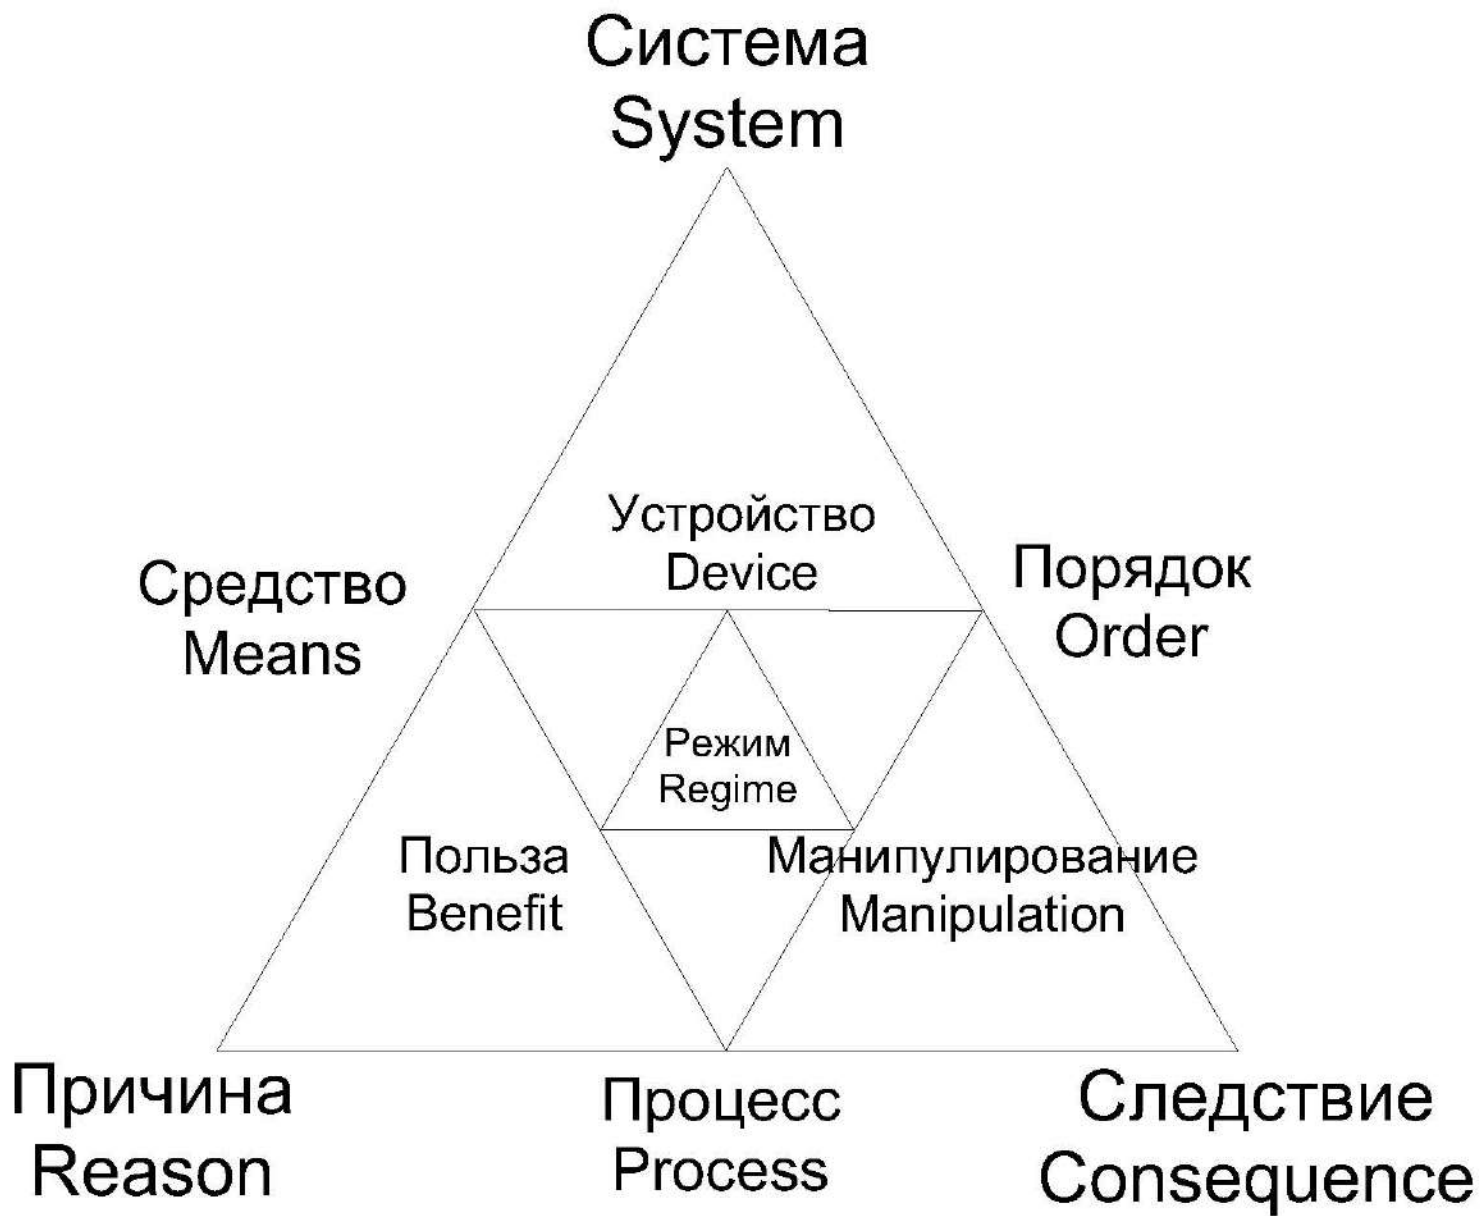 Система
System
Устройство
Device
Средство
Means
Порядок
Order
Режим
Regime
Польза
Benefit
Манипулирование
Manipulation
Причина
Reason
Процесс
Process
Следствие
Consequence